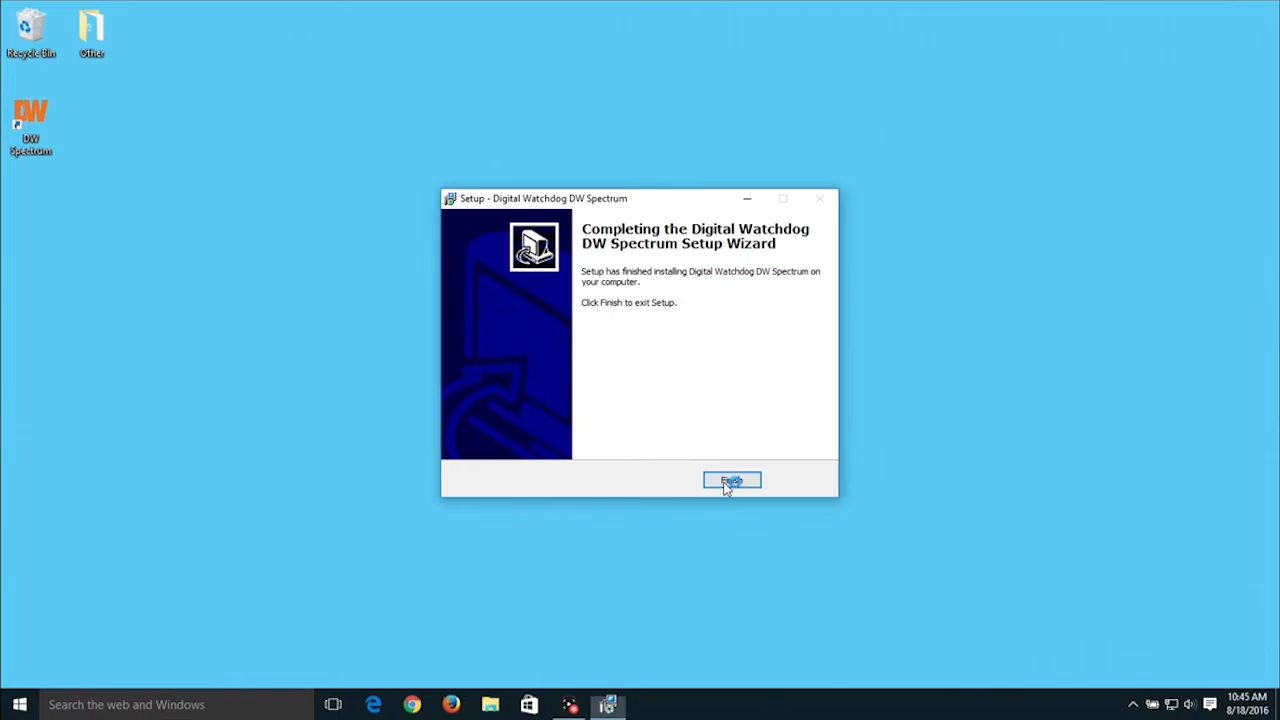 Recycle Bin
Other
DW
DW
Spectrum
Setup - Digital Watchdog DW Spectrum
Completing the Digital Watchdog
DW Spectrum Setup Wizard
Setup has finished installing Digital Watchdog DW Spectrum on
your computer.
Click Finish to exit Setup.
Search the web and Windows
10:45 AM
8/18/2016